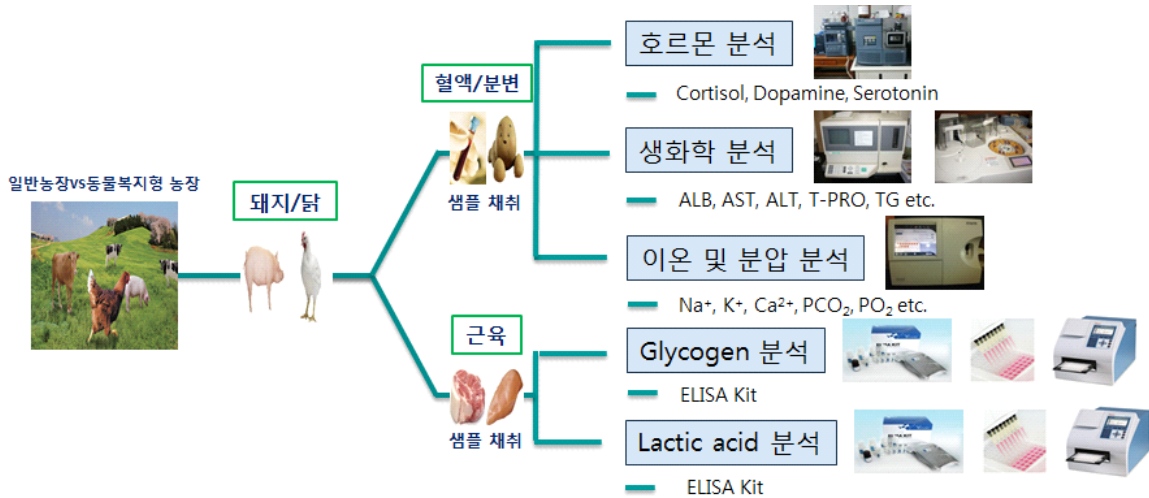 일반농장vs동물복지형 농장
돼지/닭
혈액/분변
샘플 채취
호르몬 분석
Cortisol, Dopamine, Serotonin
생화학 분석
ALB, AST, ALT, T-PRO, TG etc.
이온 및 분압 분석
Na⁺, K⁺, Ca²⁺, PCO₂, PO₂ etc.
근육
샘플 채취
Glycogen 분석
ELISA Kit
Lactic acid 분석
ELISA Kit